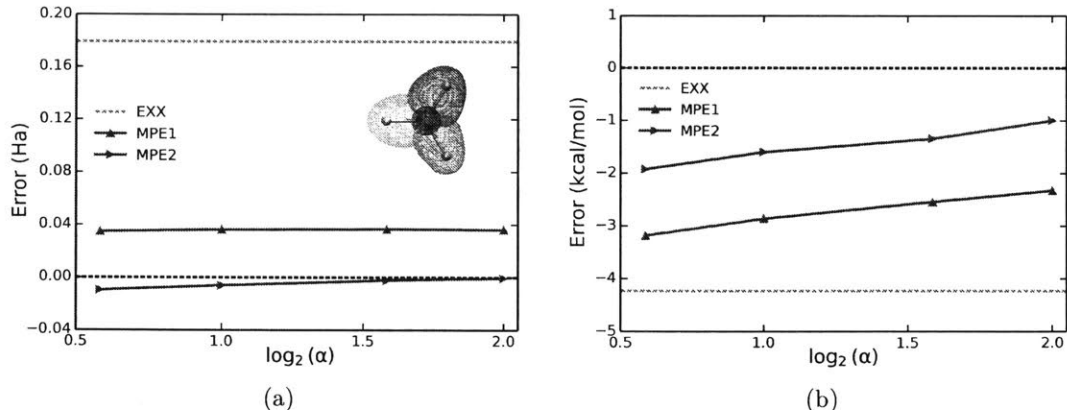 0.20
0.16
0.12
0.08
0.04
0.00
−0.04
Error (Ha)
EXX
MPE1
MPE2
0.5
1.0
1.5
2.0
log₂(α)
(a)
1
0
−1
−2
−3
−4
−5
Error (kcal/mol)
EXX
MPE1
MPE2
0.5
1.0
1.5
2.0
log₂(α)
(b)